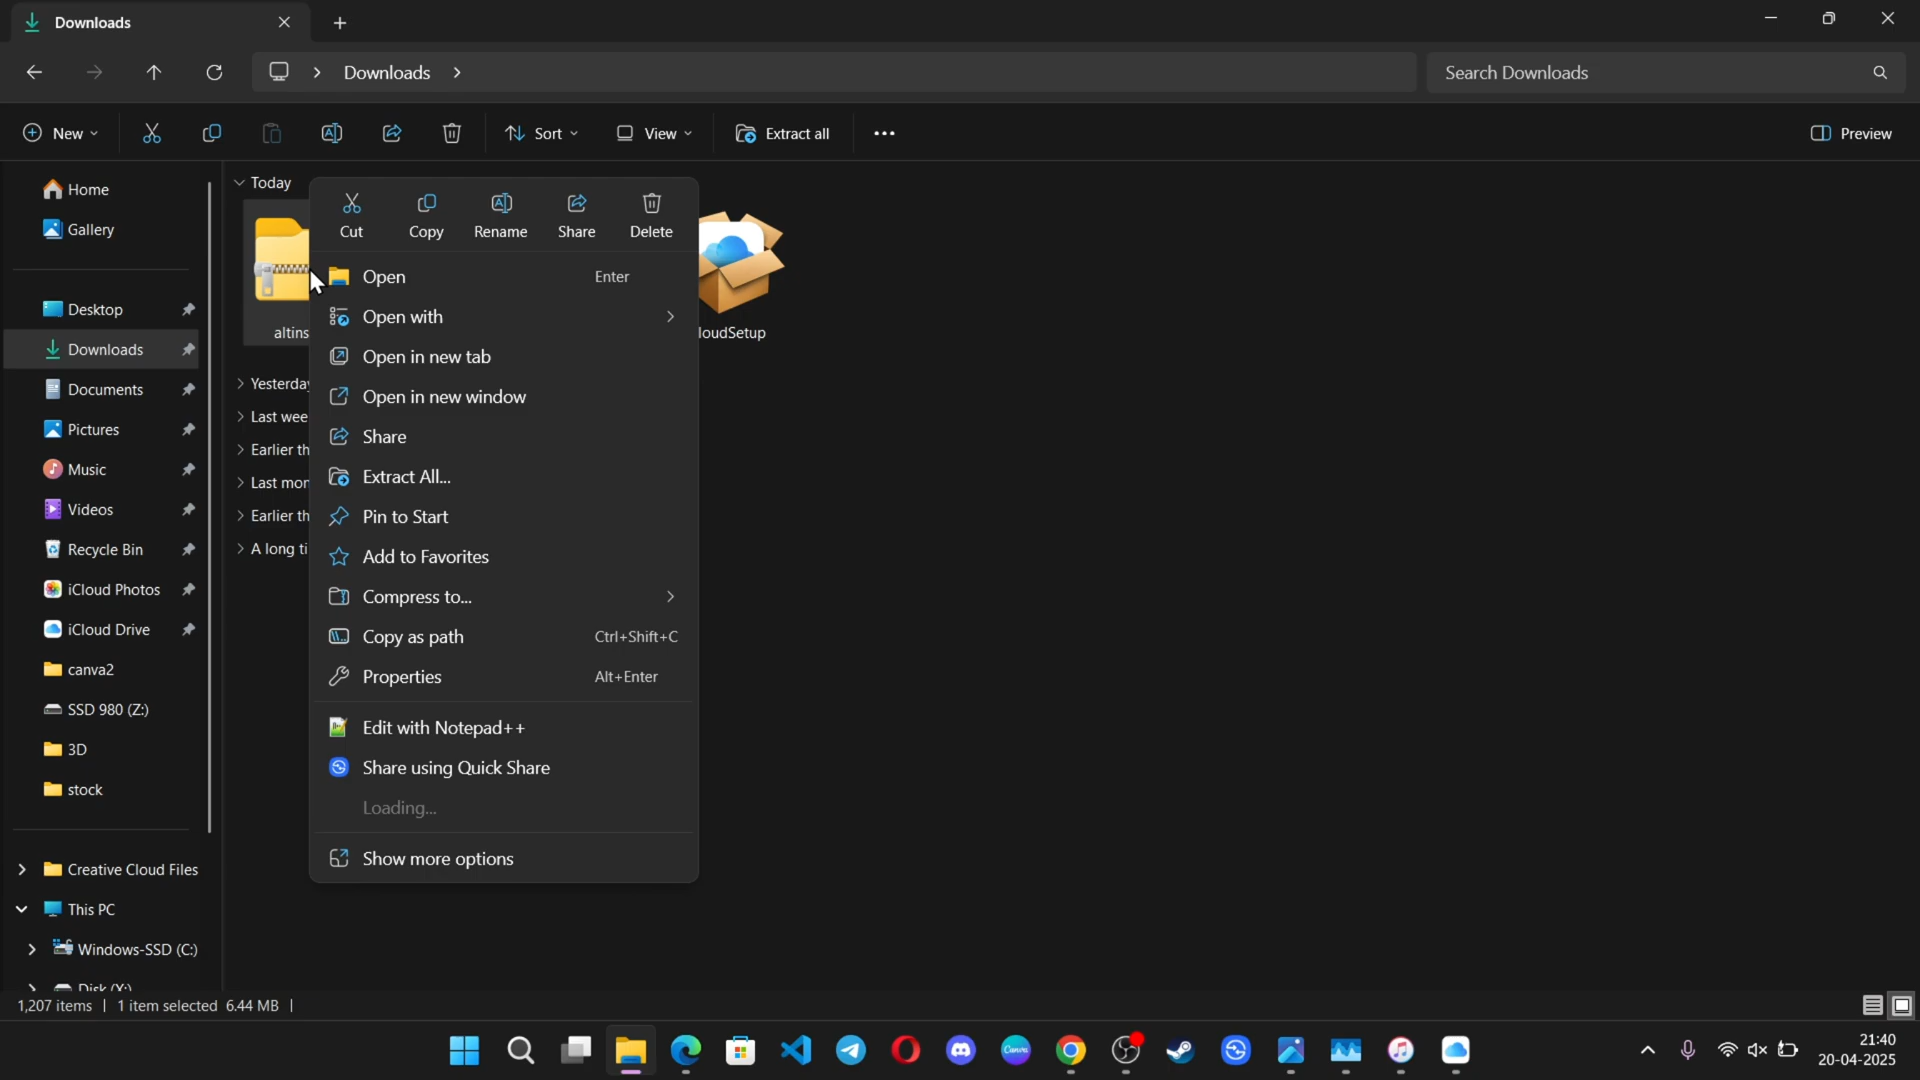 Downloads
Downloads
Search Downloads
New
Sort
View
Extract all
Preview
Home
Gallery
Desktop
Downloads
Documents
Pictures
Music
Videos
Recycle Bin
iCloud Photos
iCloud Drive
canva2
SSD 980 (Z:)
3D
stock
Creative Cloud Files
This PC
Windows-SSD (C:)
Disk (X:)
Today
altins
loudSetup
Yesterday
Last wee
Earlier th
Last mon
Earlier th
A long ti
Cut Copy Rename Share Delete
Open Enter
Open with
Open in new tab
Open in new window
Share
Extract All...
Pin to Start
Add to Favorites
Compress to...
Copy as path Ctrl+Shift+C
Properties Alt+Enter
Edit with Notepad++
Share using Quick Share
Loading...
Show more options
1,207 items 1 item selected 6.44 MB
Canva
21:40
20-04-2025